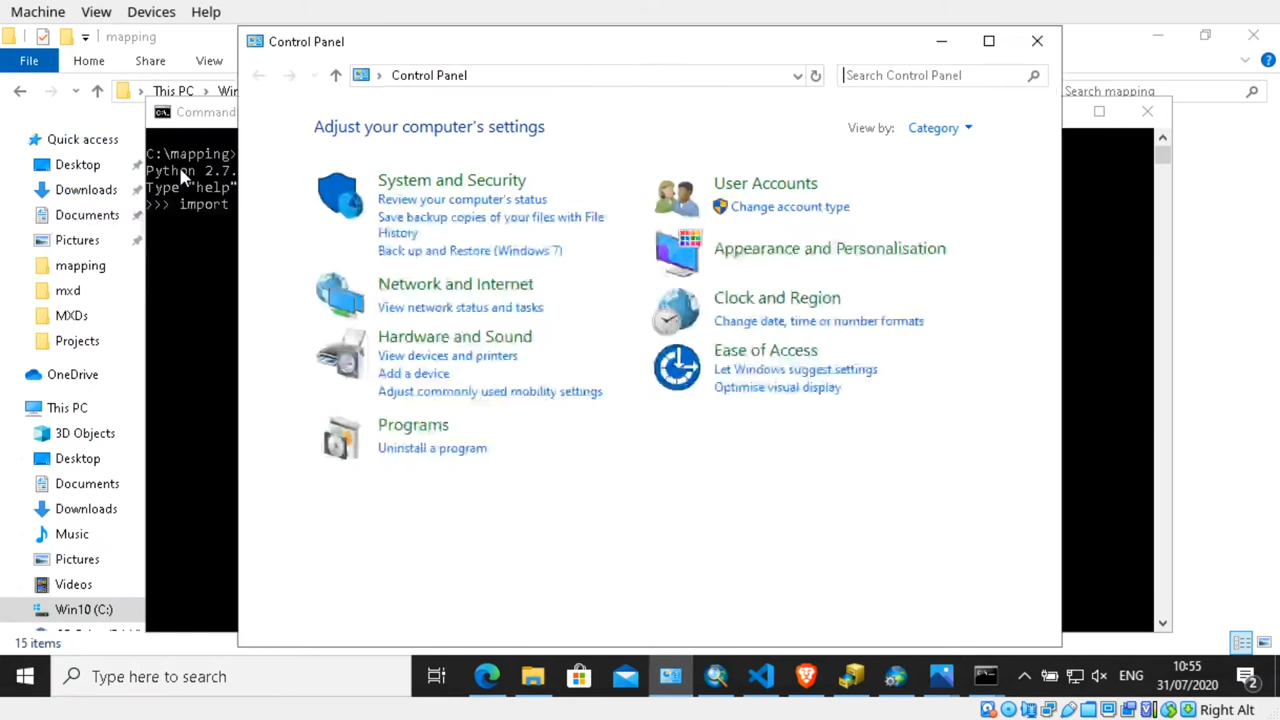 Machine View Devices Help
mapping
File Home Share View
This PC Win
Search mapping
Command
C:\mapping>
Python 2.7.
Type "help"
>>> import
Control Panel
Control Panel
Search Control Panel
Adjust your computer's settings
View by: Category
System and Security
Review your computer's status
Save backup copies of your files with File
History
Back up and Restore (Windows 7)
Network and Internet
View network status and tasks
Hardware and Sound
View devices and printers
Add a device
Adjust commonly used mobility settings
Programs
Uninstall a program
User Accounts
Change account type
Appearance and Personalisation
Clock and Region
Change date, time or number formats
Ease of Access
Let Windows suggest settings
Optimise visual display
Quick access
Desktop
Downloads
Documents
Pictures
mapping
mxd
MXDs
Projects
OneDrive
This PC
3D Objects
Desktop
Documents
Downloads
Music
Pictures
Videos
Win10 (C:)
15 items
Type here to search
ENG
10:55
31/07/2020
2
Right Alt